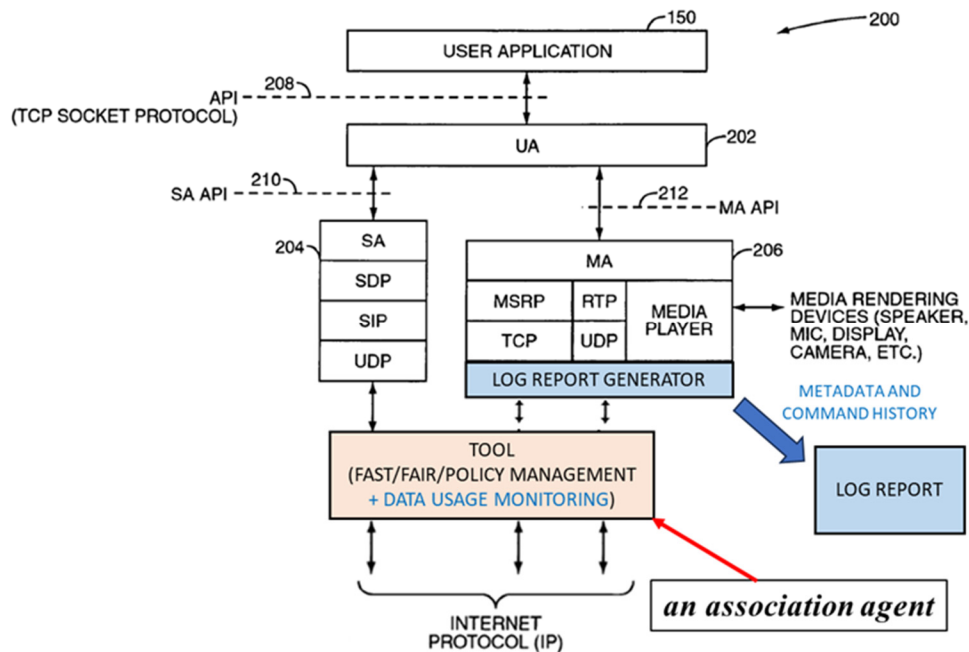 150
200
USER APPLICATION
208
API
(TCP SOCKET PROTOCOL)
UA
202
210
SA API
212
MA API
204
SA
SDP
SIP
UDP
206
MA
MSRP
RTP
TCP
UDP
MEDIA
PLAYER
MEDIA RENDERING
DEVICES (SPEAKER,
MIC, DISPLAY,
CAMERA, ETC.)
LOG REPORT GENERATOR
METADATA AND
COMMAND HISTORY
TOOL
(FAST/FAIR/POLICY MANAGEMENT
+ DATA USAGE MONITORING)
LOG REPORT
an association agent
INTERNET
PROTOCOL (IP)